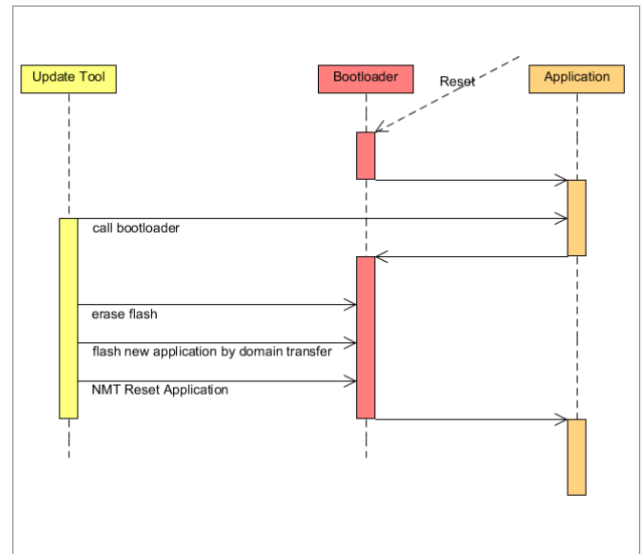 Update Tool
Bootloader
Application
Reset
call bootloader
erase flash
flash new application by domain transfer
NMT Reset Application